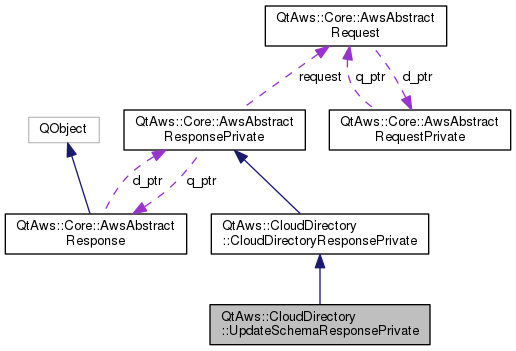 QtAws::Core::AwsAbstract
Request
request
q_ptr
d_ptr
QObject
QtAws::Core::AwsAbstract
ResponsePrivate
QtAws::Core::AwsAbstract
RequestPrivate
d_ptr
q_ptr
QtAws::Core::AwsAbstract
Response
QtAws::CloudDirectory
::CloudDirectoryResponsePrivate
QtAws::CloudDirectory
::UpdateSchemaResponsePrivate